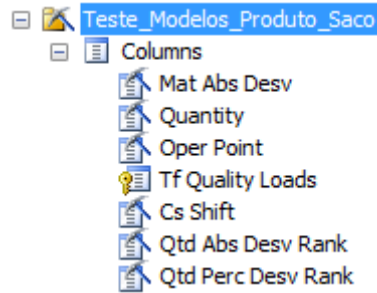 Teste_Modelos_Produto_Saco
Columns
Mat Abs Desv
Quantity
Oper Point
Tf Quality Loads
Cs Shift
Qtd Abs Desv Rank
Qtd Perc Desv Rank